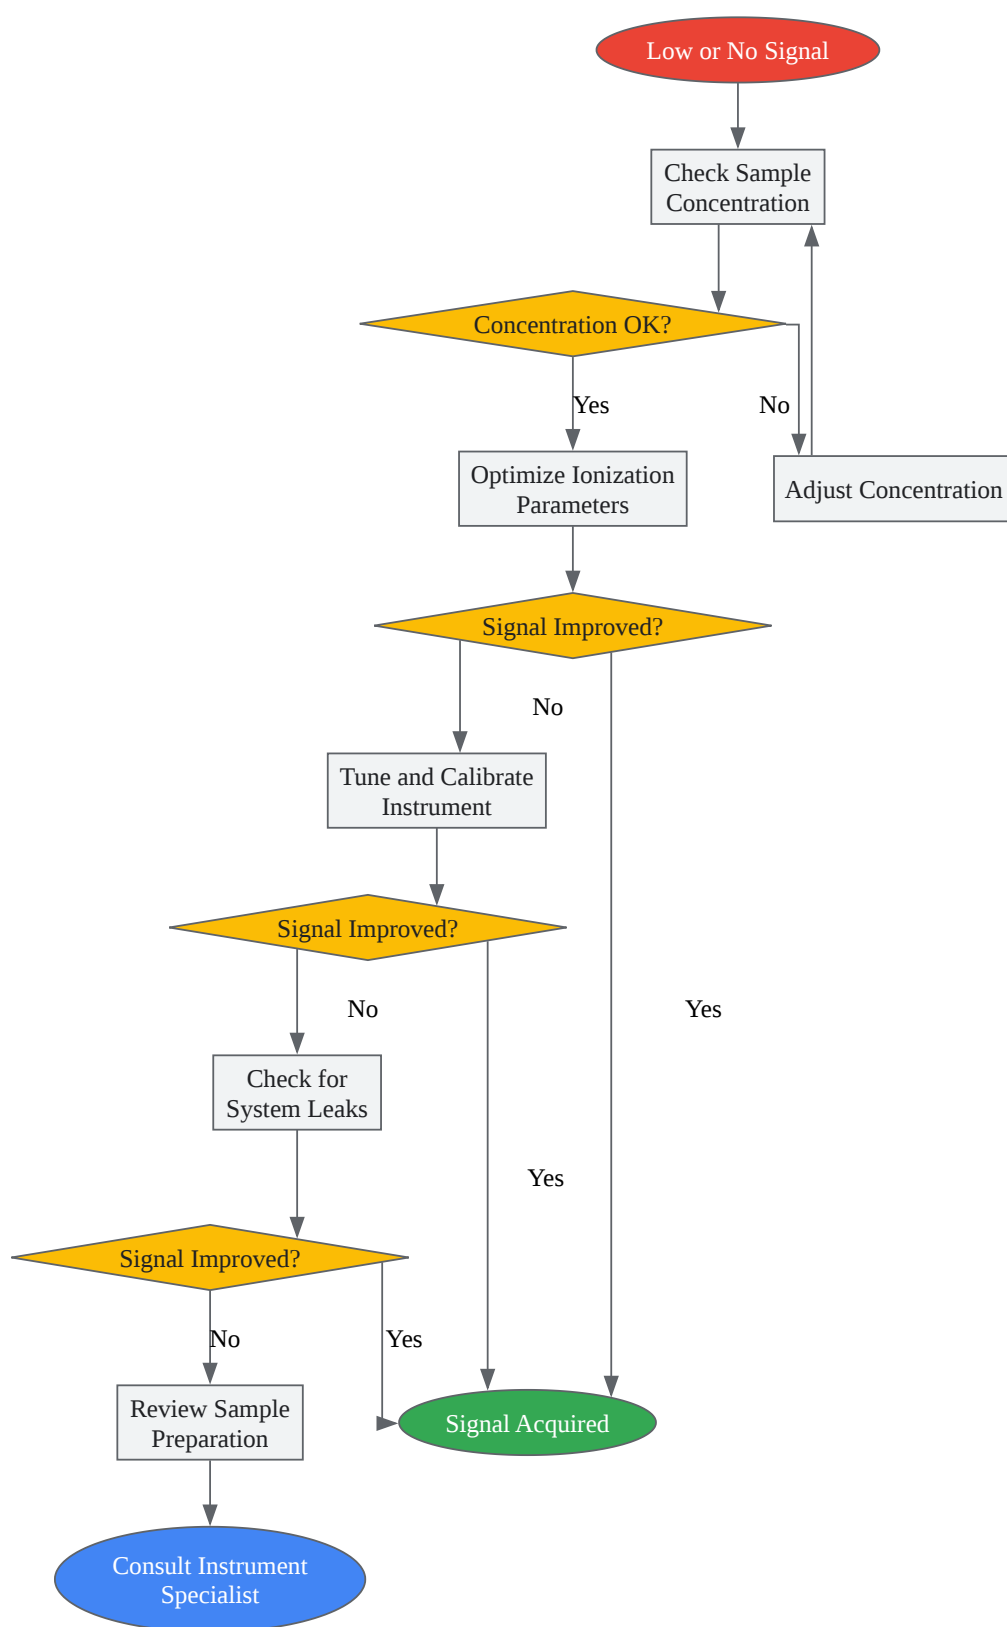 Low or No Signal
Check Sample
Concentration
Concentration OK?
Yes
No
Optimize Ionization
Parameters
Adjust Concentration
Signal Improved?
No
Tune and Calibrate
Instrument
Signal Improved?
No
Yes
Check for
System Leaks
Yes
Signal Improved?
No
Yes
Review Sample
Preparation
Signal Acquired
Consult Instrument
Specialist